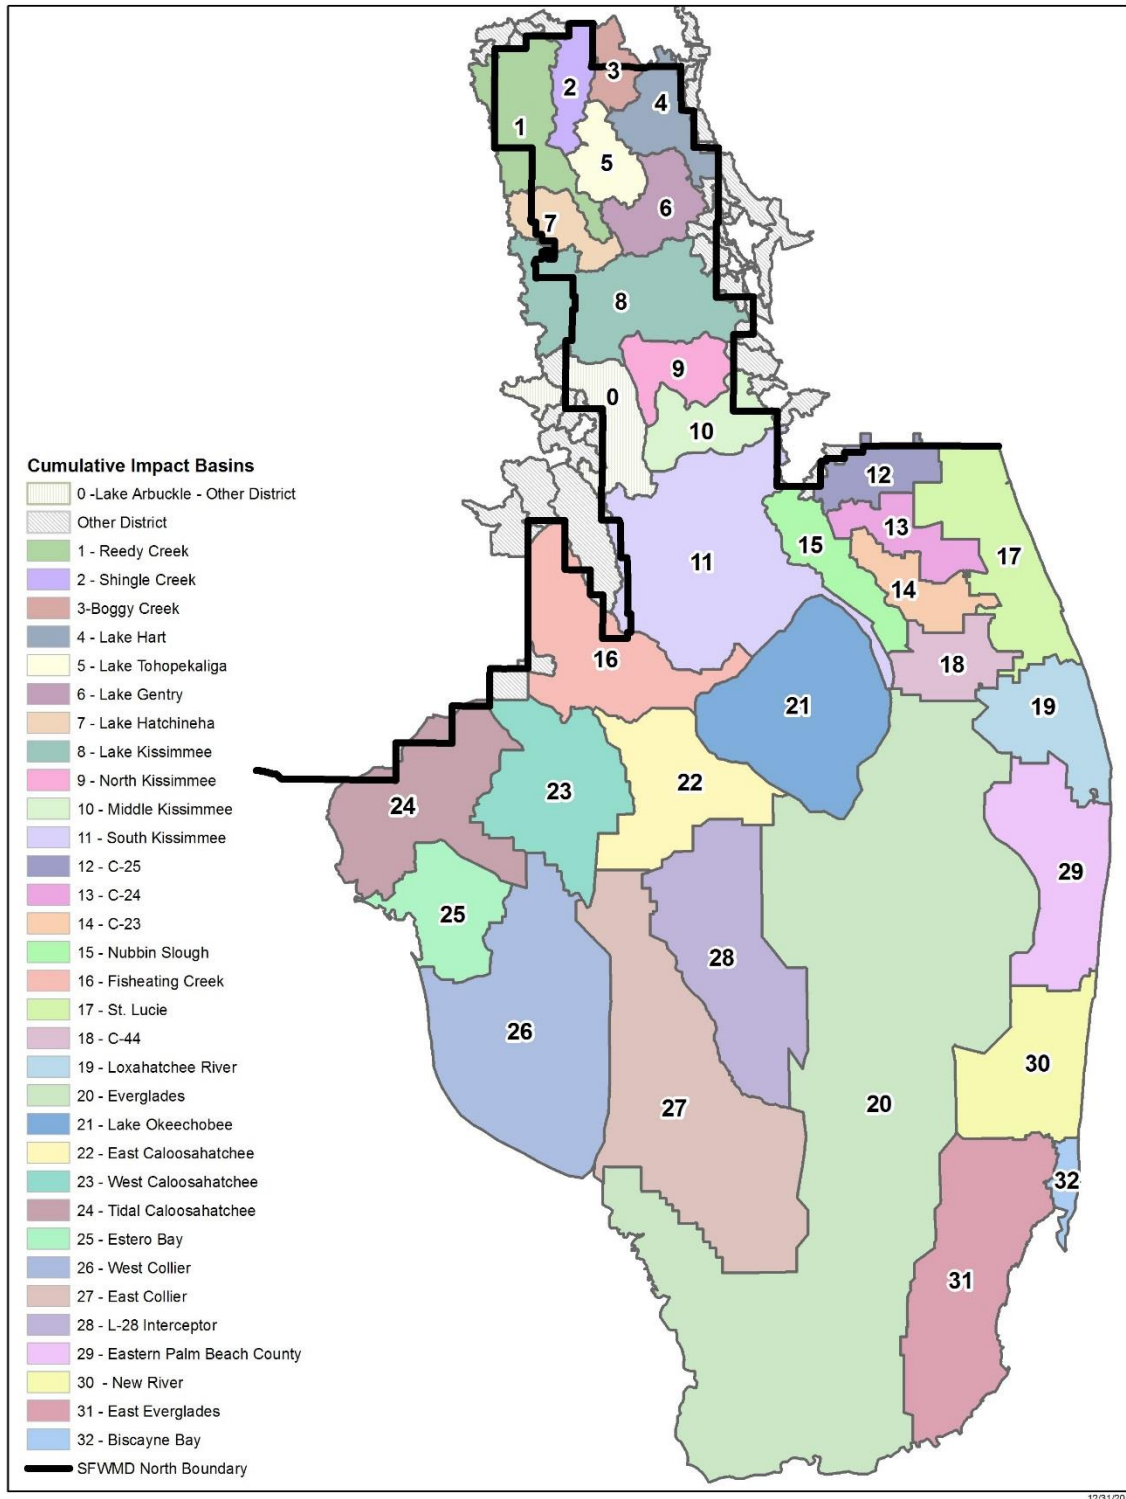 1
2
3
4
5
6
7
8
9
0
10
11
12
13
14
15
16
17
18
19
20
21
22
23
24
25
26
27
28
29
30
31
32
Cumulative Impact Basins
0 -Lake Arbuckle - Other District
Other District
1 - Reedy Creek
2 - Shingle Creek
3-Boggy Creek
4 - Lake Hart
5 - Lake Tohopekaliga
6 - Lake Gentry
7 - Lake Hatchineha
8 - Lake Kissimmee
9 - North Kissimmee
10 - Middle Kissimmee
11 - South Kissimmee
12 - C-25
13 - C-24
14 - C-23
15 - Nubbin Slough
16 - Fisheating Creek
17 - St. Lucie
18 - C-44
19 - Loxahatchee River
20 - Everglades
21 - Lake Okeechobee
22 - East Caloosahatchee
23 - West Caloosahatchee
24 - Tidal Caloosahatchee
25 - Estero Bay
26 - West Collier
27 - East Collier
28 - L-28 Interceptor
29 - Eastern Palm Beach County
30 - New River
31 - East Everglades
32 - Biscayne Bay
SFWMD North Boundary